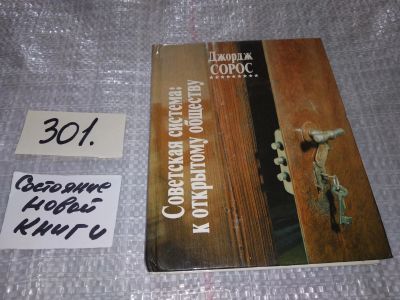 301.
Состояние
новой
книги
Джордж
СОРОС
*********
Советская система:
к открытому обществу